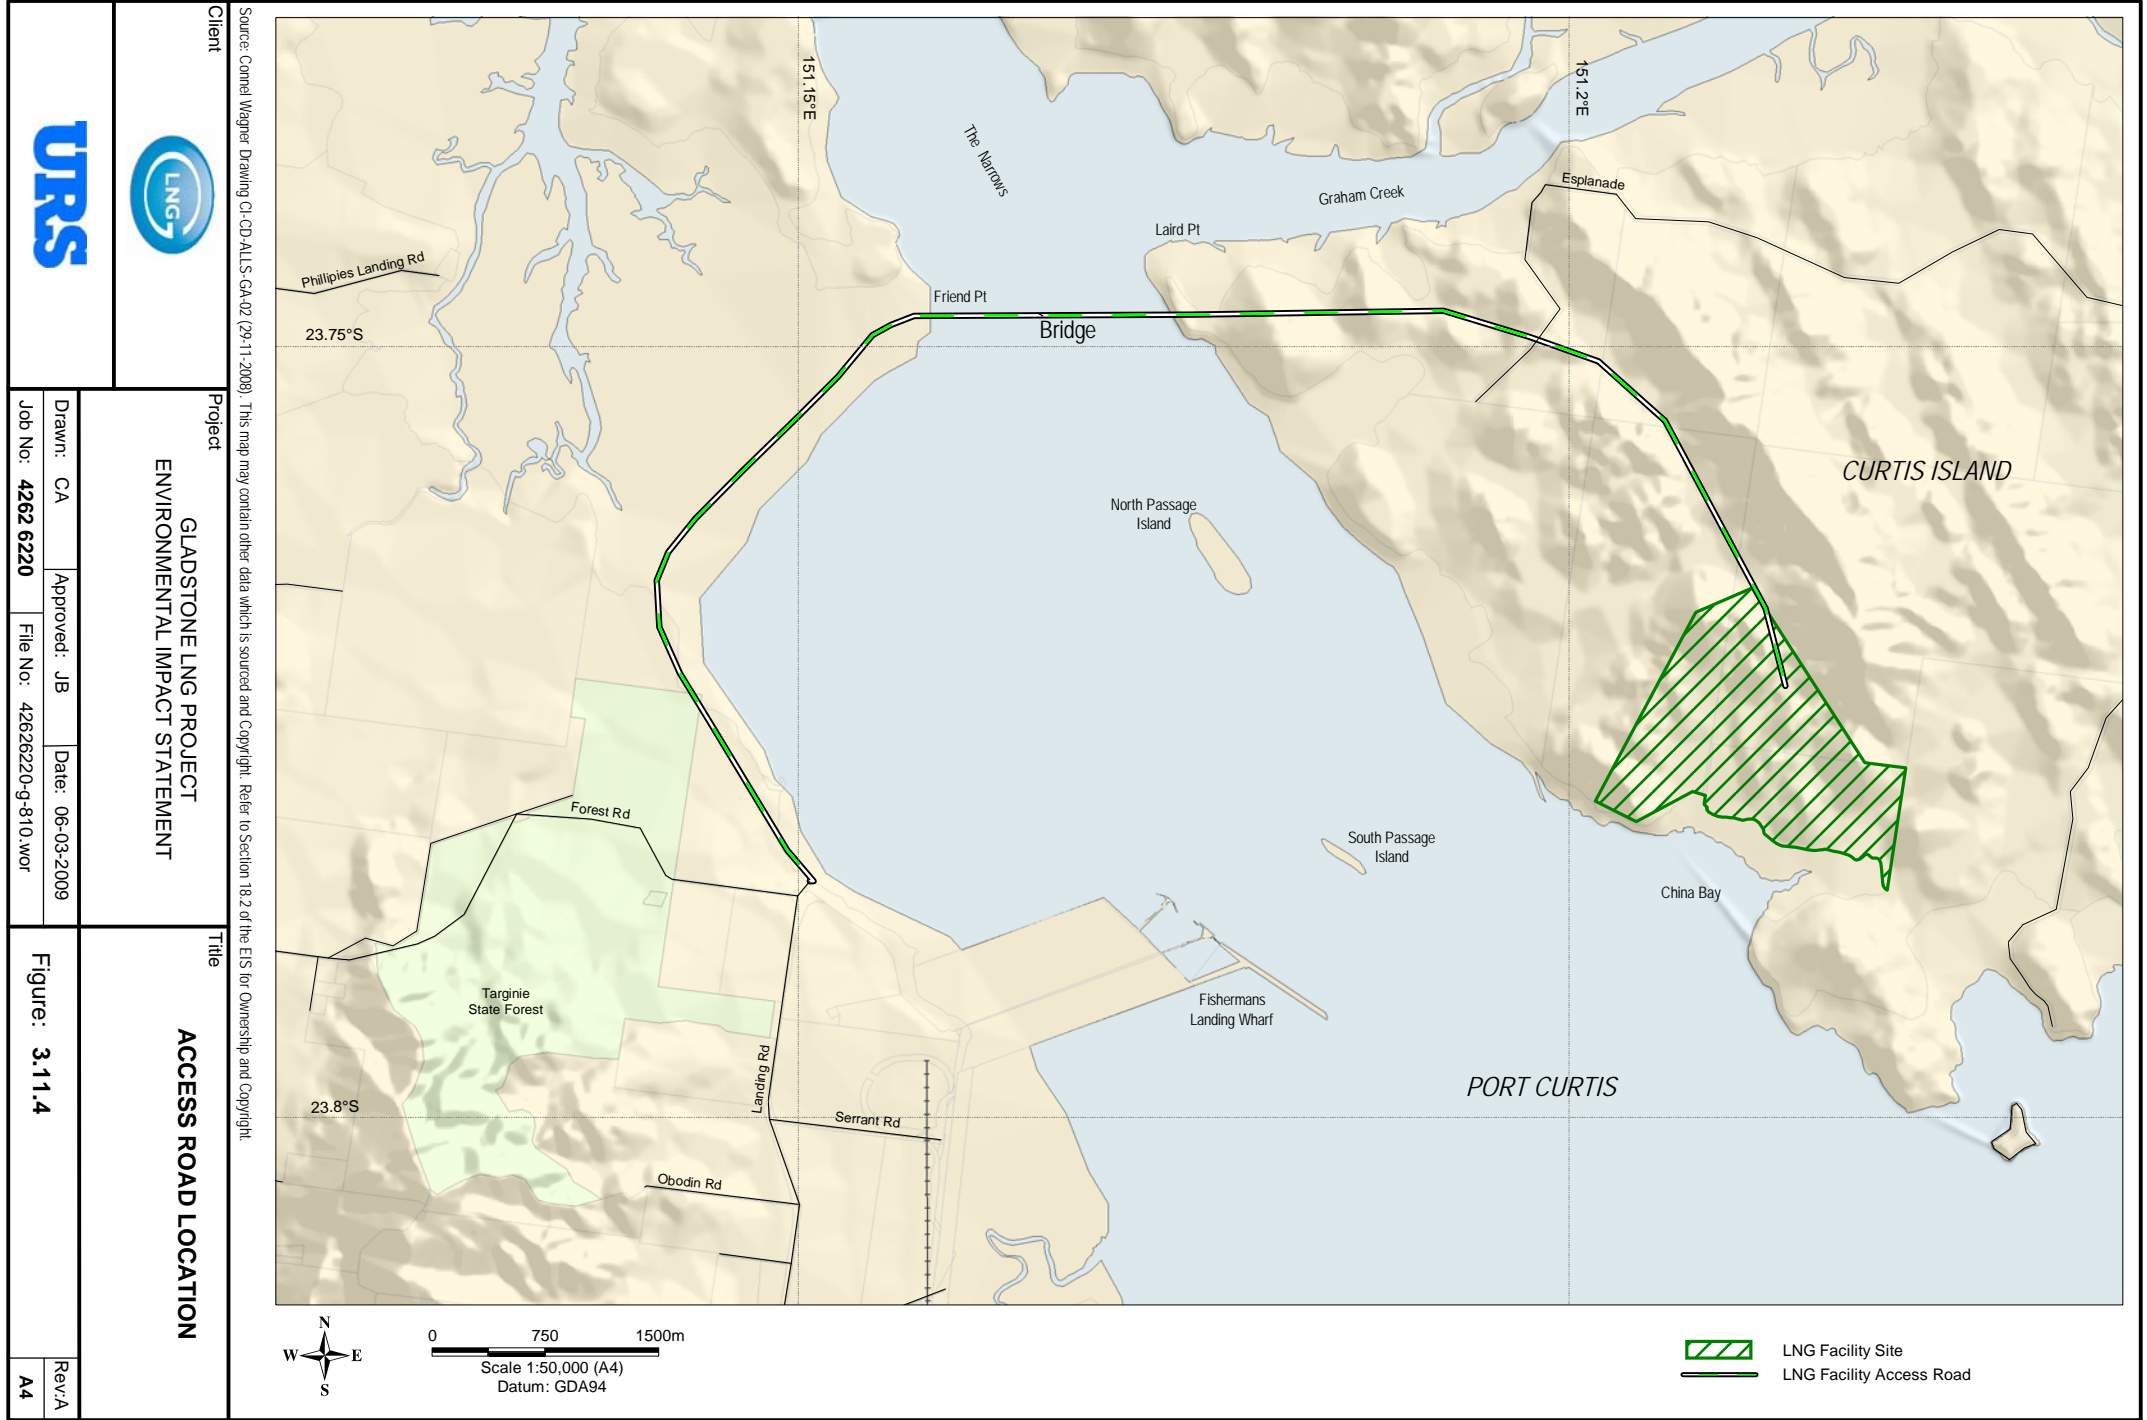 151.15°E
151.2°E
The Narrows
Graham Creek
Esplanade
Laird Pt
Phillipies Landing Rd
Friend Pt
Bridge
23.75°S
CURTIS ISLAND
North Passage
Island
Forest Rd
South Passage
Island
China Bay
Targinie
State Forest
Fishermans
Landing Wharf
Landing Rd
PORT CURTIS
23.8°S
Serrant Rd
Obodin Rd
N
W E
S
0 750 1500m
Scale 1:50,000 (A4)
Datum: GDA94
LNG Facility Site
LNG Facility Access Road
Source: Connel Wagner Drawing CI-CD-ALLS-GA-02 (29-11-2008). This map may contain other data which is sourced and Copyright. Refer to Section 18.2 of the EIS for Ownership and Copyright.
Client
LNG
URS
Project
GLADSTONE LNG PROJECT
ENVIRONMENTAL IMPACT STATEMENT
Title
ACCESS ROAD LOCATION
Drawn: CA
Approved: JB
Date: 06-03-2009
Job No: 4262 6220
File No: 42626220-g-810.wor
Figure: 3.11.4
Rev:A
A4